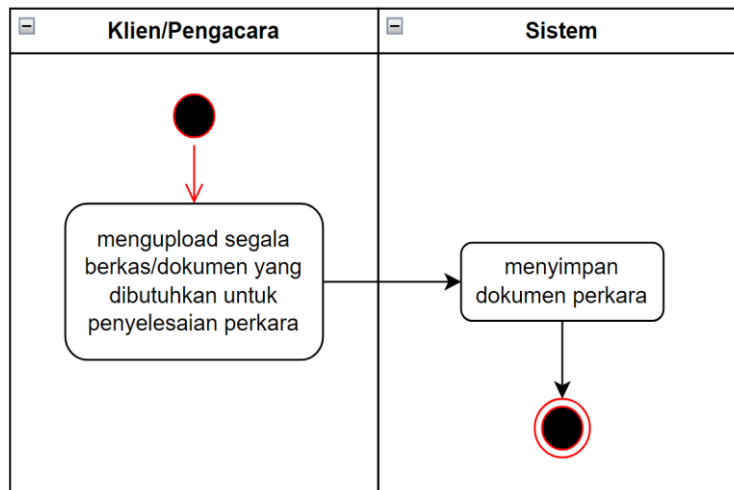 Klien/Pengacara
Sistem
mengupload segala
berkas/dokumen yang
dibutuhkan untuk
penyelesaian perkara
menyimpan
dokumen perkara